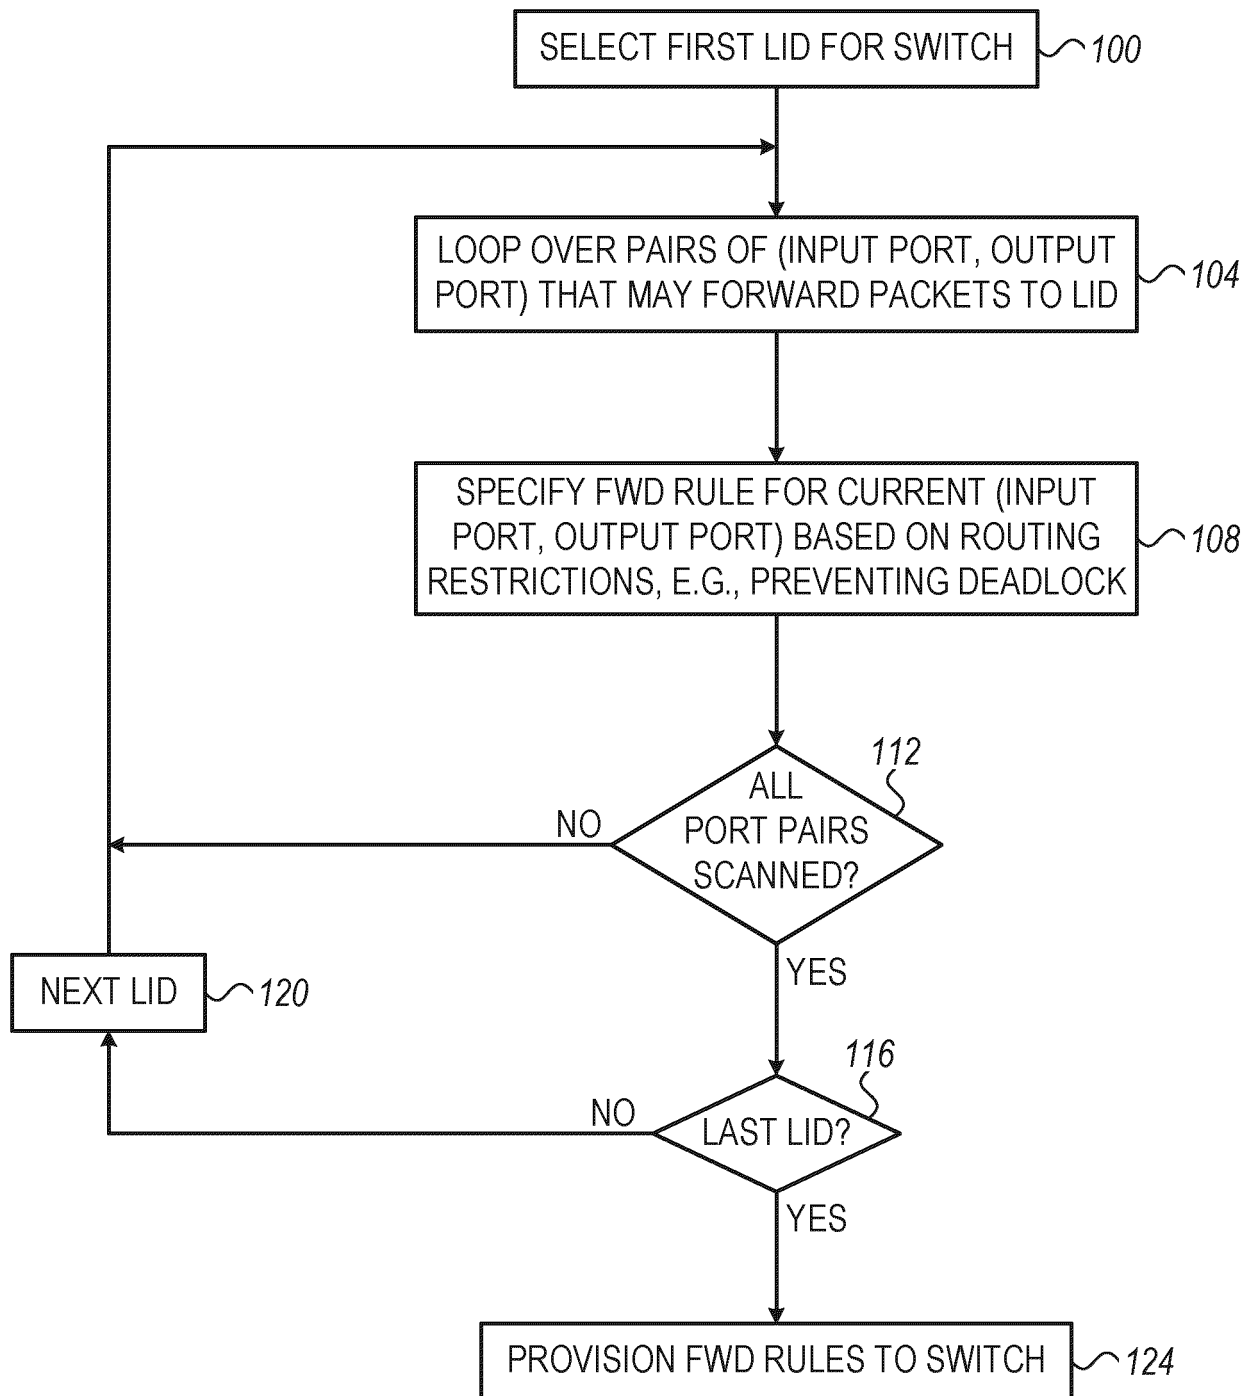 SELECT FIRST LID FOR SWITCH
100
LOOP OVER PAIRS OF (INPUT PORT, OUTPUT
PORT) THAT MAY FORWARD PACKETS TO LID
104
SPECIFY FWD RULE FOR CURRENT (INPUT
PORT, OUTPUT PORT) BASED ON ROUTING
RESTRICTIONS, E.G., PREVENTING DEADLOCK
108
112
ALL
PORT PAIRS
SCANNED?
NO
YES
NEXT LID
120
116
LAST LID?
NO
YES
PROVISION FWD RULES TO SWITCH
124